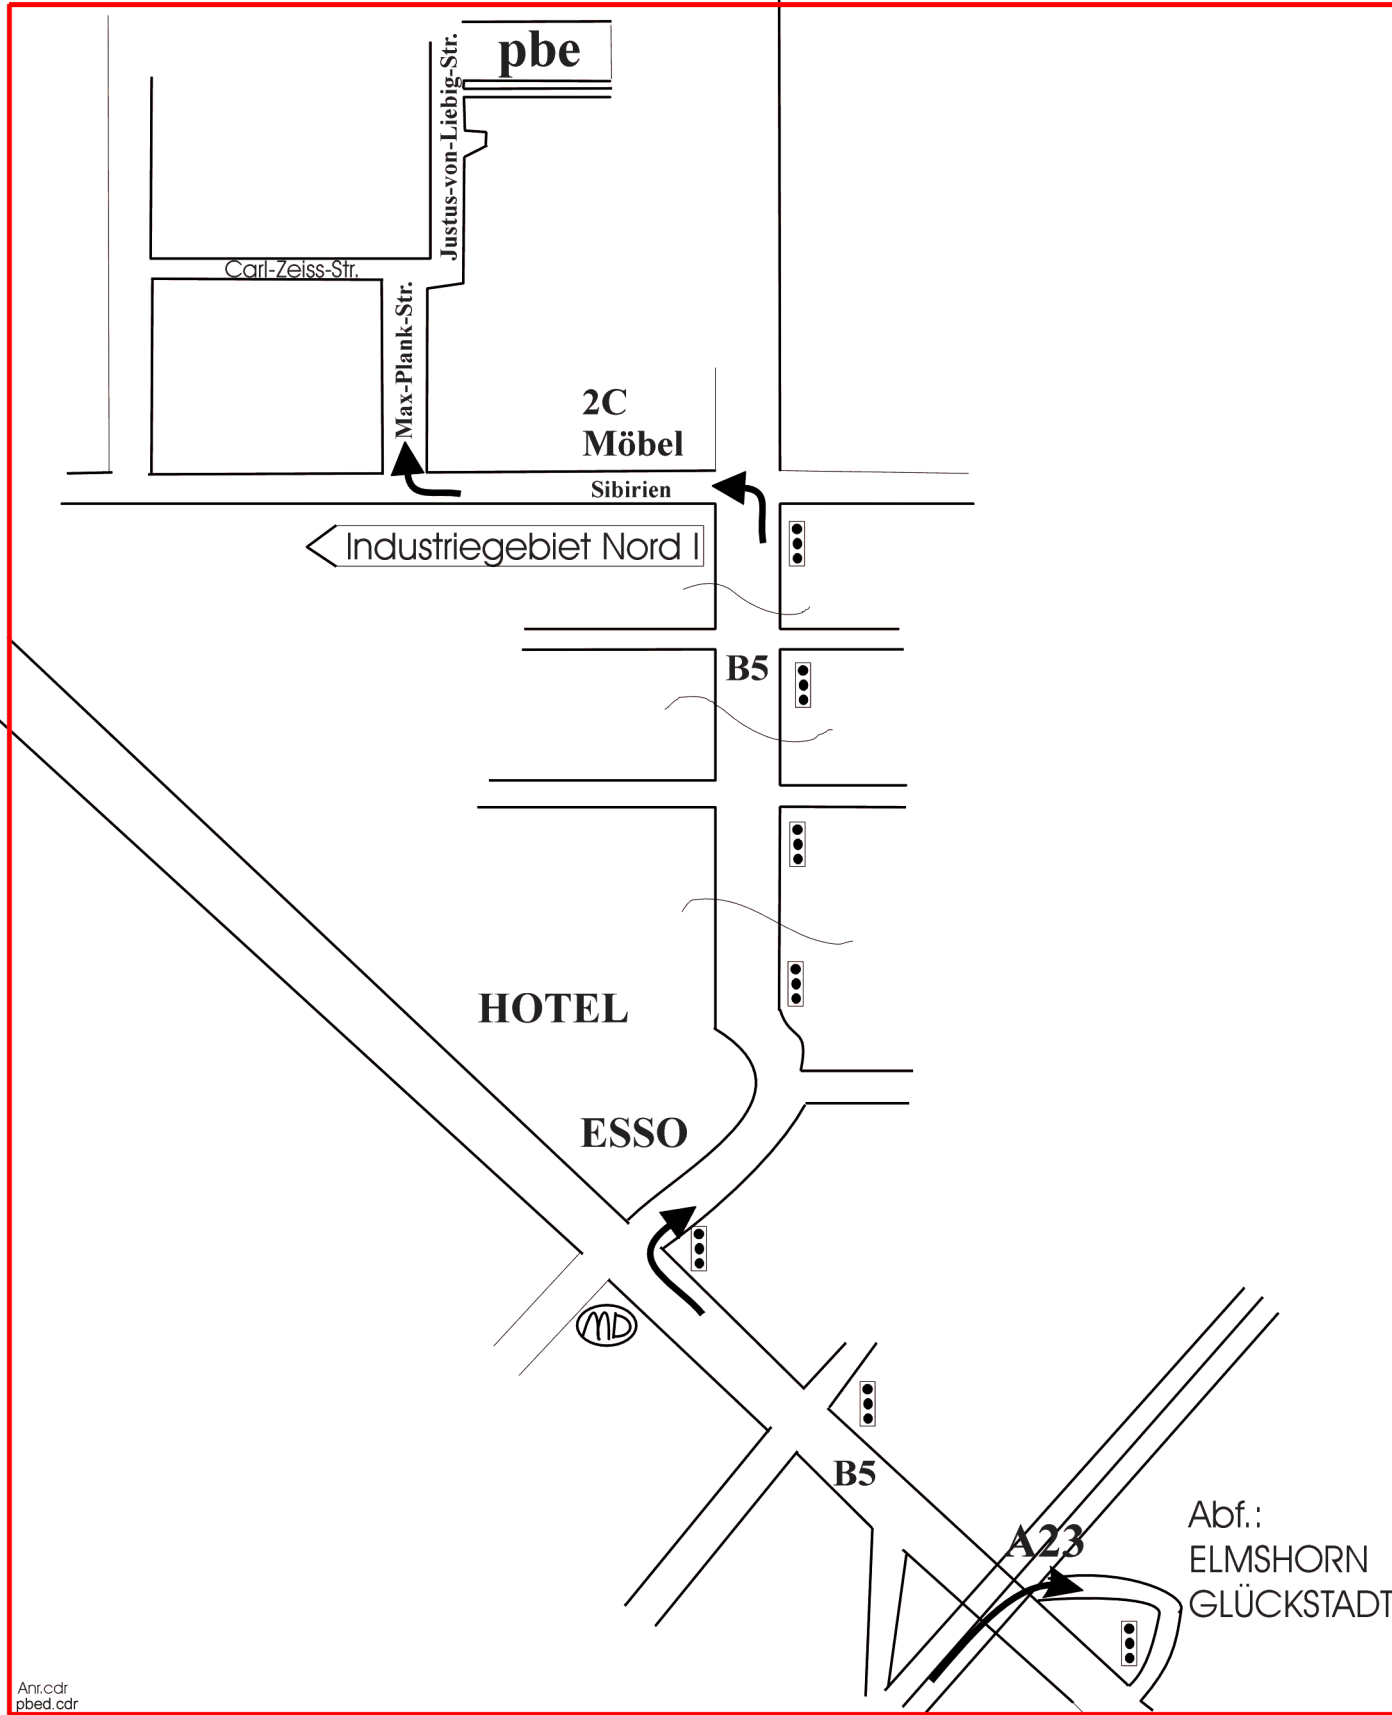 pbe
Justus-von-Liebig-Str.
Carl-Zeiss-Str.
Max-Plank-Str.
2C
Möbel
Sibirien
Industriegebiet Nord I
B5
HOTEL
ESSO
MD
B5
A23
Abf.:
ELMSHORN
GLÜCKSTADT
Anr.cdr
pbed.cdr